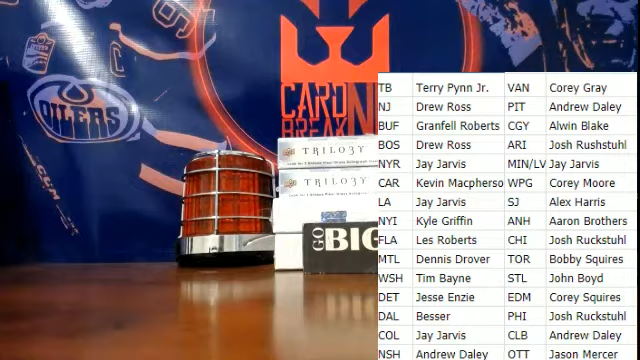 OILERS
CARD
BREAK
N
TRILOGY
TRILOGY
GO
BIG
TB Terry Pynn Jr. VAN Corey Gray
NJ Drew Ross PIT Andrew Daley
BUF Granfell Roberts CGY Alwin Blake
BOS Drew Ross ARI Josh Rushstuhl
NYR Jay Jarvis MIN/LV Jay Jarvis
CAR Kevin Macpherso WPG Corey Moore
LA Jay Jarvis SJ Alex Harris
NYI Kyle Griffin ANH Aaron Brothers
FLA Les Roberts CHI Josh Ruckstuhl
MTL Dennis Drover TOR Bobby Squires
WSH Tim Bayne STL John Boyd
DET Jesse Enzie EDM Corey Squires
DAL Besser PHI Josh Ruckstuhl
COL Jay Jarvis CLB Andrew Daley
NSH Andrew Daley OTT Jason Mercer